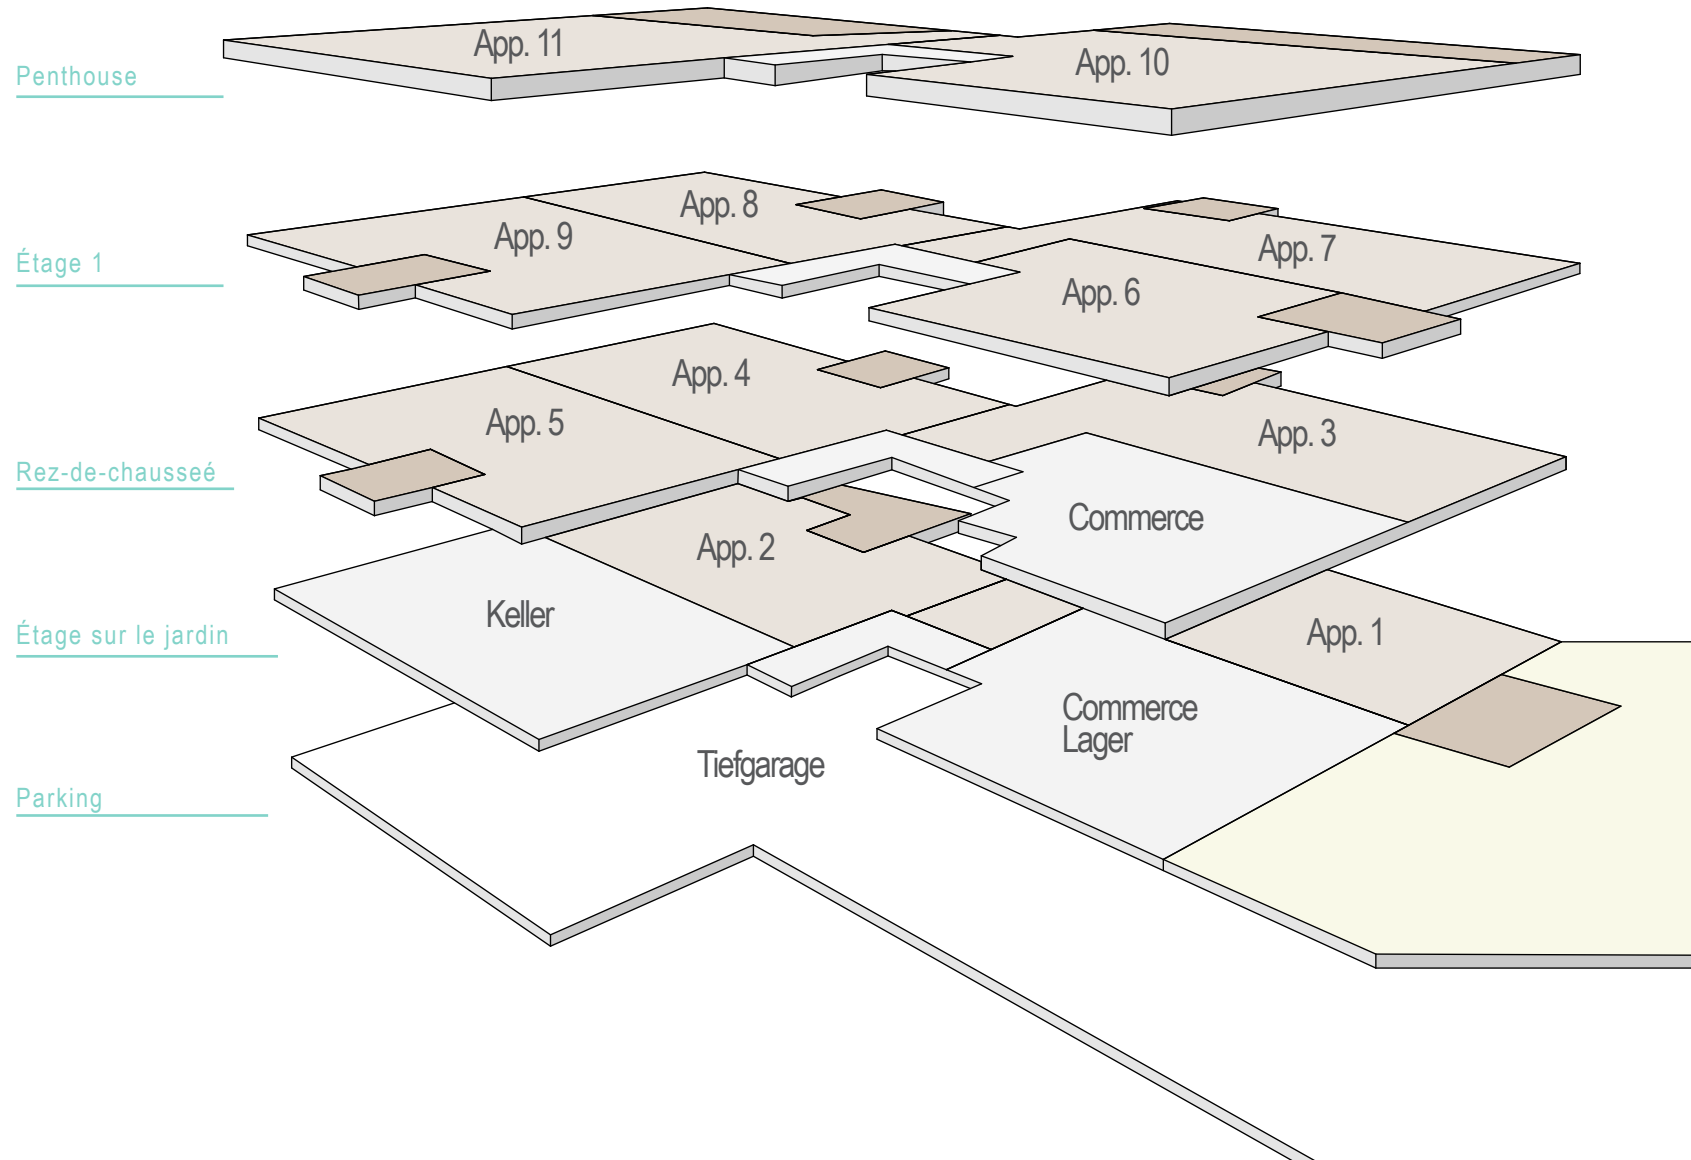 App. 11
App. 10
Penthouse
App. 8
App. 9
App. 7
Étage 1
App. 6
App. 4
App. 5
App. 3
Rez-de-chausseé
Commerce
App. 2
Keller
Étage sur le jardin
App. 1
Commerce
Lager
Tiefgarage
Parking